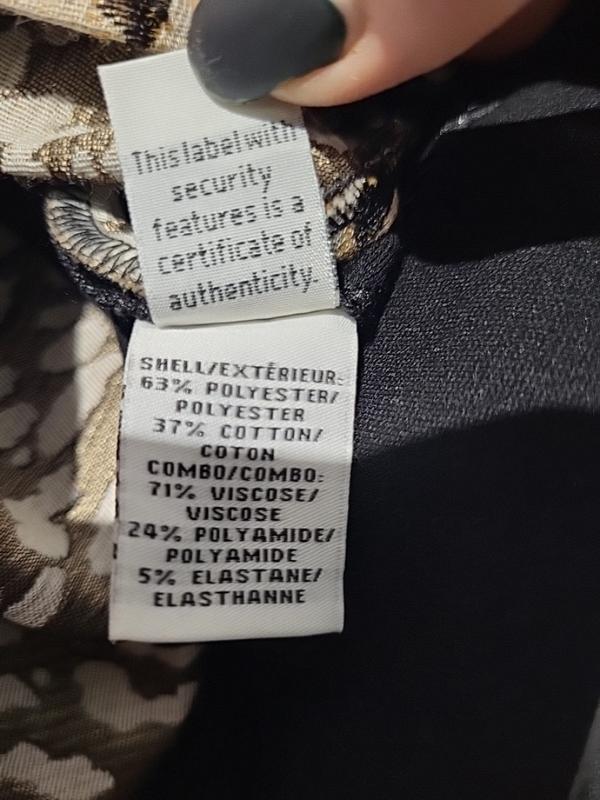 This label with
security
features is a
certificate of
authenticity.
SHELL/EXTÉRIEUR:
63% POLYESTER/
POLYESTER
37% COTTON/
COTON
COMBO/COMBO:
71% VISCOSE/
VISCOSE
24% POLYAMIDE/
POLYAMIDE
5% ELASTANE/
ELASTHANNE